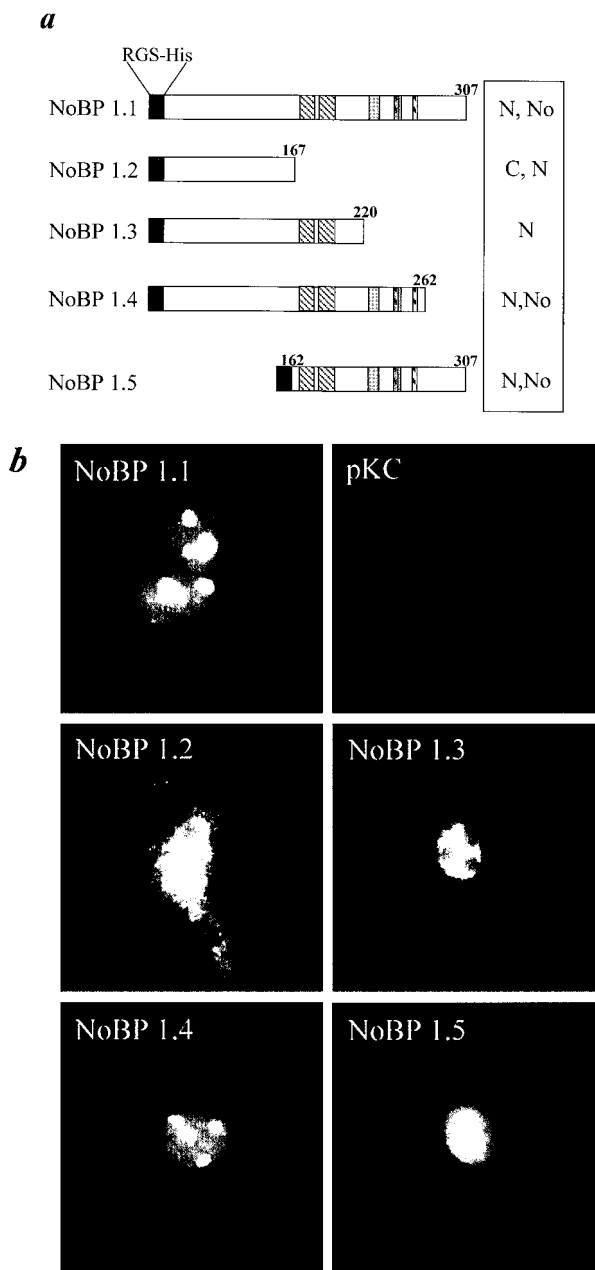 a
RGS-His
NoBP 1.1 307 N, No
NoBP 1.2 167 C, N
NoBP 1.3 220 N
NoBP 1.4 262 N,No
NoBP 1.5 162 307 N,No
b
NoBP 1.1 pKC
NoBP 1.2 NoBP 1.3
NoBP 1.4 NoBP 1.5